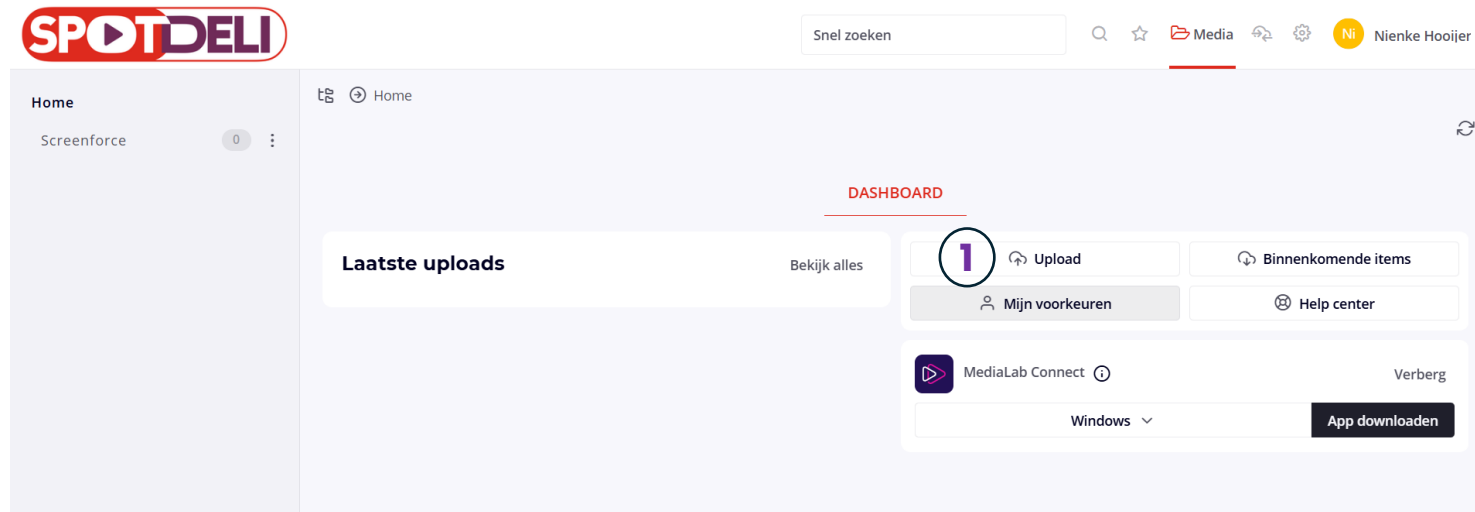 SPOTDELI
Snel zoeken
Media
Ni
Nienke Hooijer
Home
Screenforce
0
Home
DASHBOARD
Laatste uploads
Bekijk alles
1
Upload
Binnenkomende items
Mijn voorkeuren
Help center
MediaLab Connect
Verberg
Windows
App downloaden